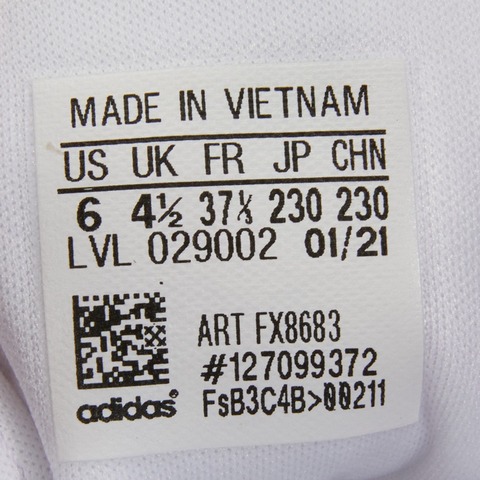 MADE IN VIETNAM
US UK FR JP CHN
6 4½ 37⅓ 230 230
LVL 029002 01/21
ART FX8683
#127099372
FsB3C4B>00211
adidas®